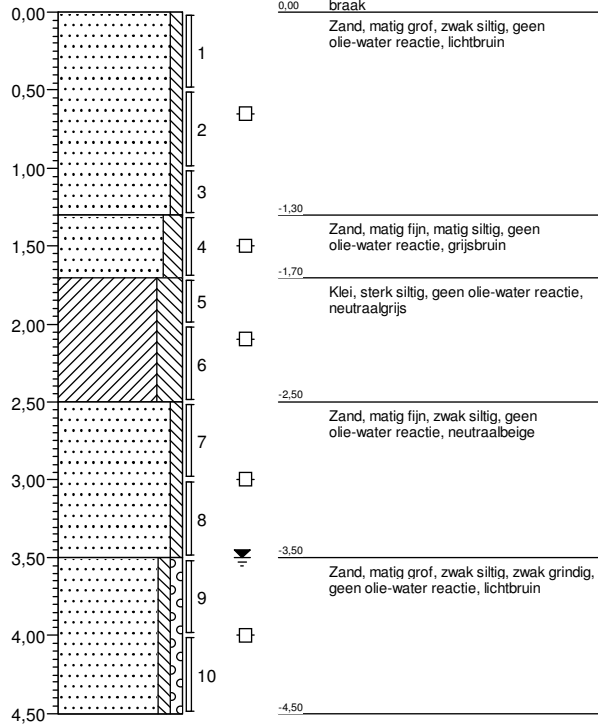 0,00
0,00
braak
Zand, matig grof, zwak siltig, geen
olie-water reactie, lichtbruin
1
0,50
2
1,00
3
-1,30
Zand, matig fijn, matig siltig, geen
olie-water reactie, grijsbruin
4
1,50
-1,70
Klei, sterk siltig, geen olie-water reactie,
neutraalgrijs
5
2,00
6
2,50
-2,50
Zand, matig fijn, zwak siltig, geen
olie-water reactie, neutraalbeige
7
3,00
8
3,50
-3,50
Zand, matig grof, zwak siltig, zwak grindig,
geen olie-water reactie, lichtbruin
9
4,00
10
4,50
-4,50